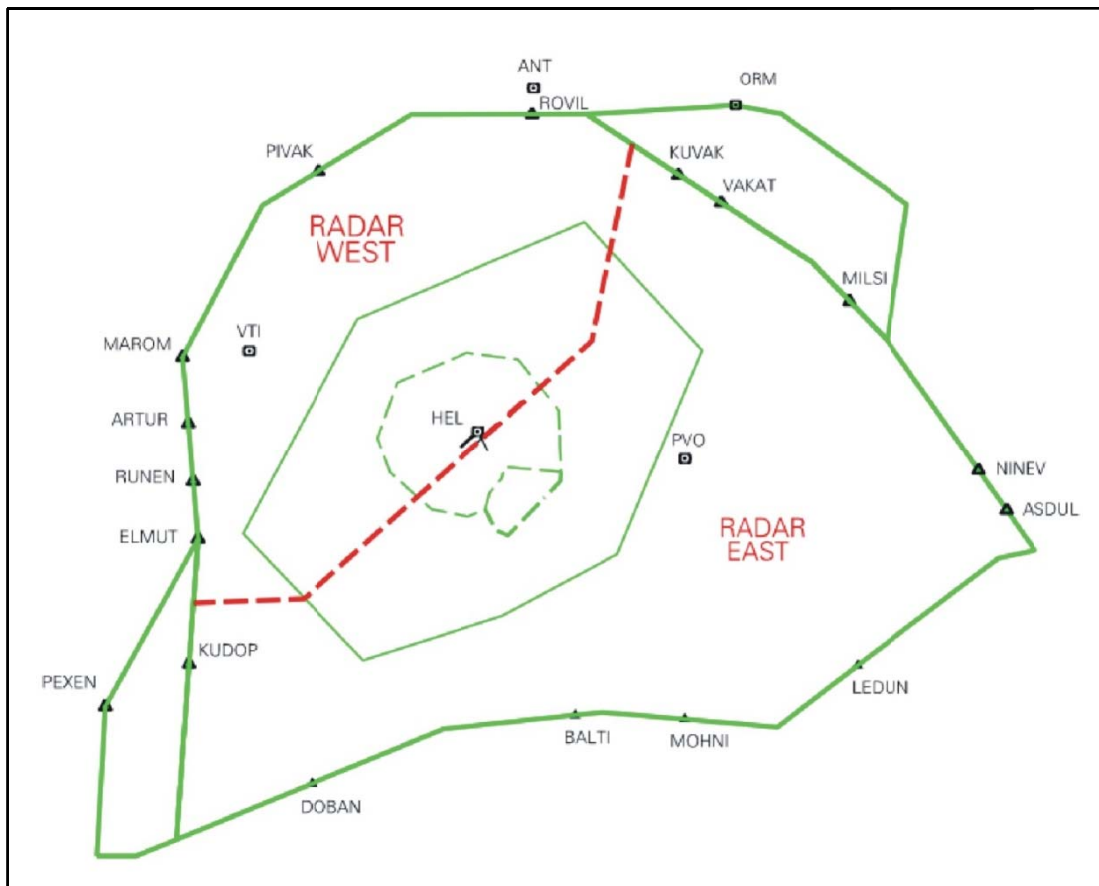 ANT
ORM
ROVIL
PIVAK
KUVAK
VAKAT
RADAR
WEST
MILSI
VTI
MAROM
ARTUR
HEL
PVO
RUNEN
NINEV
ASDUL
ELMUT
RADAR
EAST
KUDOP
PEXEN
LEDUN
BALTI
MOHNI
DOBAN